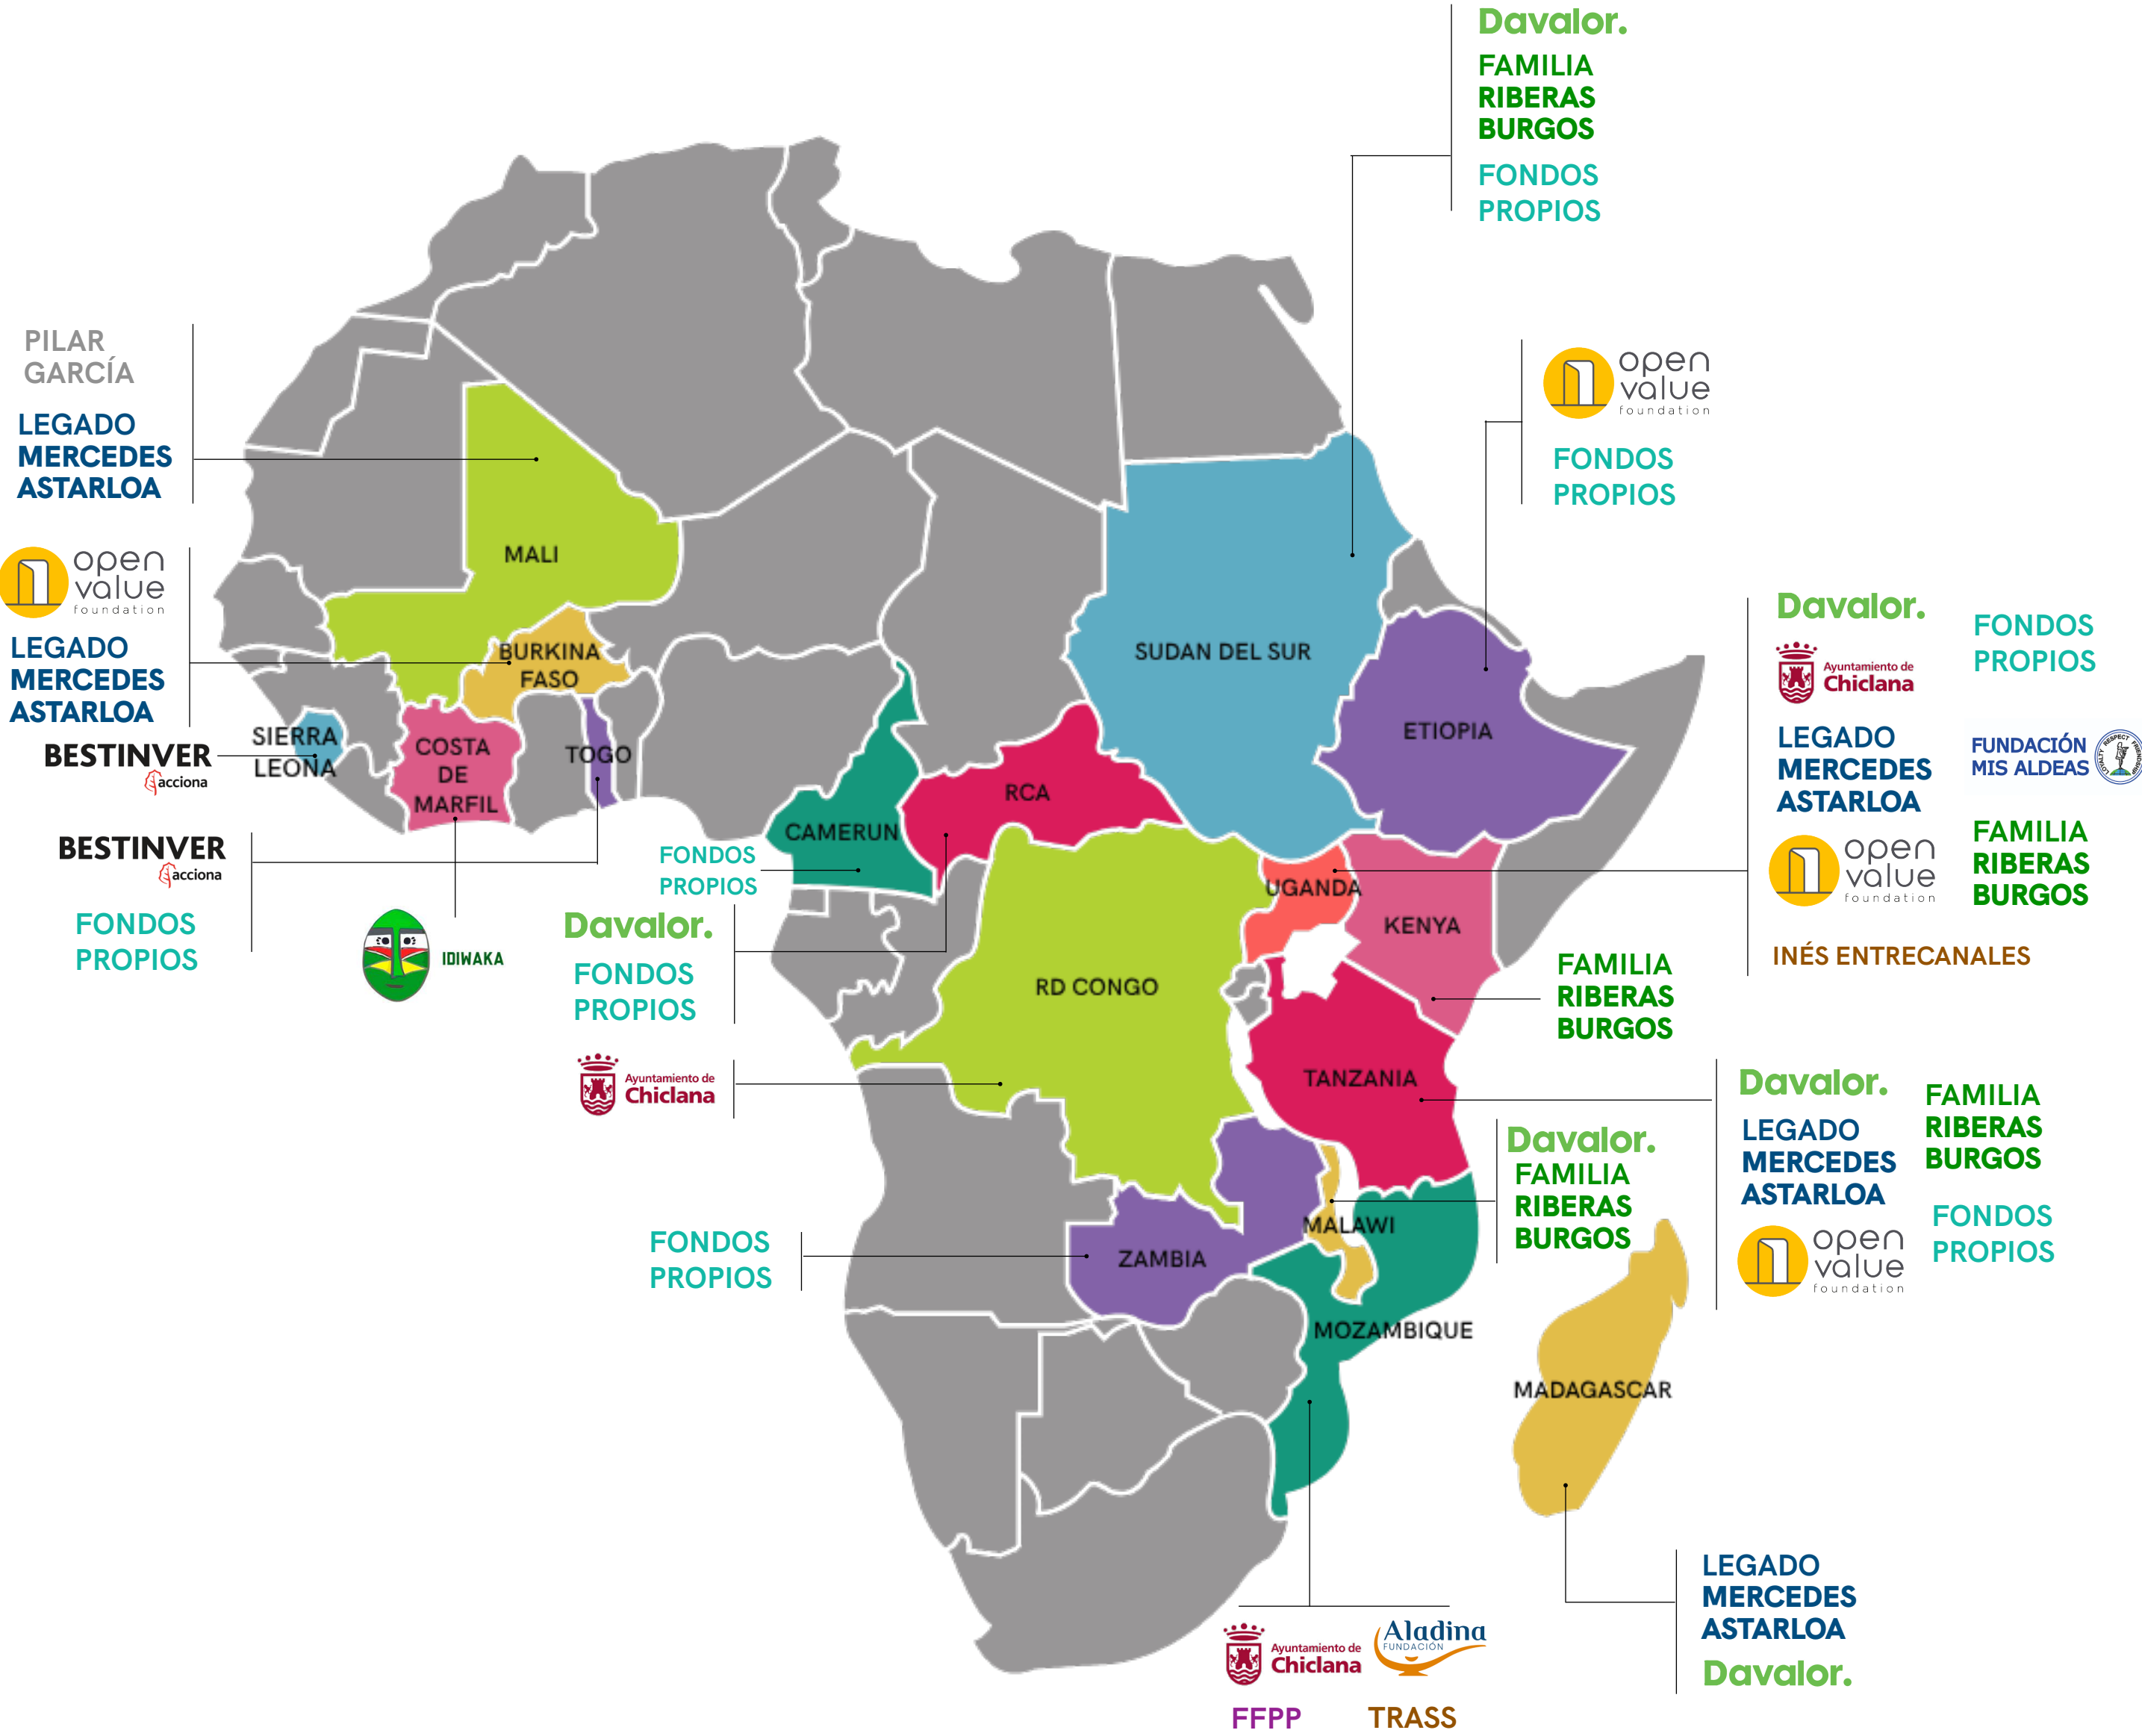 Davalor.
FAMILIA
RIBERAS
BURGOS
FONDOS
PROPIOS
PILAR
GARCÍA
LEGADO
MERCEDES
ASTARLOA
open
value
foundation
FONDOS
PROPIOS
MALI
open
value
foundation
LEGADO
MERCEDES
ASTARLOA
BURKINA
FASO
SUDAN DEL SUR
ETIOPIA
SIERRA
LEONA
BESTINVER
acciona
COSTA
DE
MARFIL
TOGO
RCA
CAMERUN
BESTINVER
acciona
FONDOS
PROPIOS
IDIWAKA
FONDOS
PROPIOS
Davalor.
FONDOS
PROPIOS
UGANDA
KENYA
RD CONGO
Davalor.
FONDOS
PROPIOS
Ayuntamiento de
Chiclana
LEGADO
MERCEDES
ASTARLOA
FUNDACIÓN
MIS ALDEAS
LOYALTY RESPECT FRIENDSHIP
open
value
foundation
FAMILIA
RIBERAS
BURGOS
INÉS ENTRECANALES
FAMILIA
RIBERAS
BURGOS
Ayuntamiento de
Chiclana
TANZANIA
Davalor.
FAMILIA
RIBERAS
BURGOS
LEGADO
MERCEDES
ASTARLOA
FONDOS
PROPIOS
open
value
foundation
Davalor.
FAMILIA
RIBERAS
BURGOS
MALAWI
FONDOS
PROPIOS
ZAMBIA
MOZAMBIQUE
MADAGASCAR
LEGADO
MERCEDES
ASTARLOA
Davalor.
Ayuntamiento de
Chiclana
Aladina
FUNDACIÓN
FFPP
TRASS